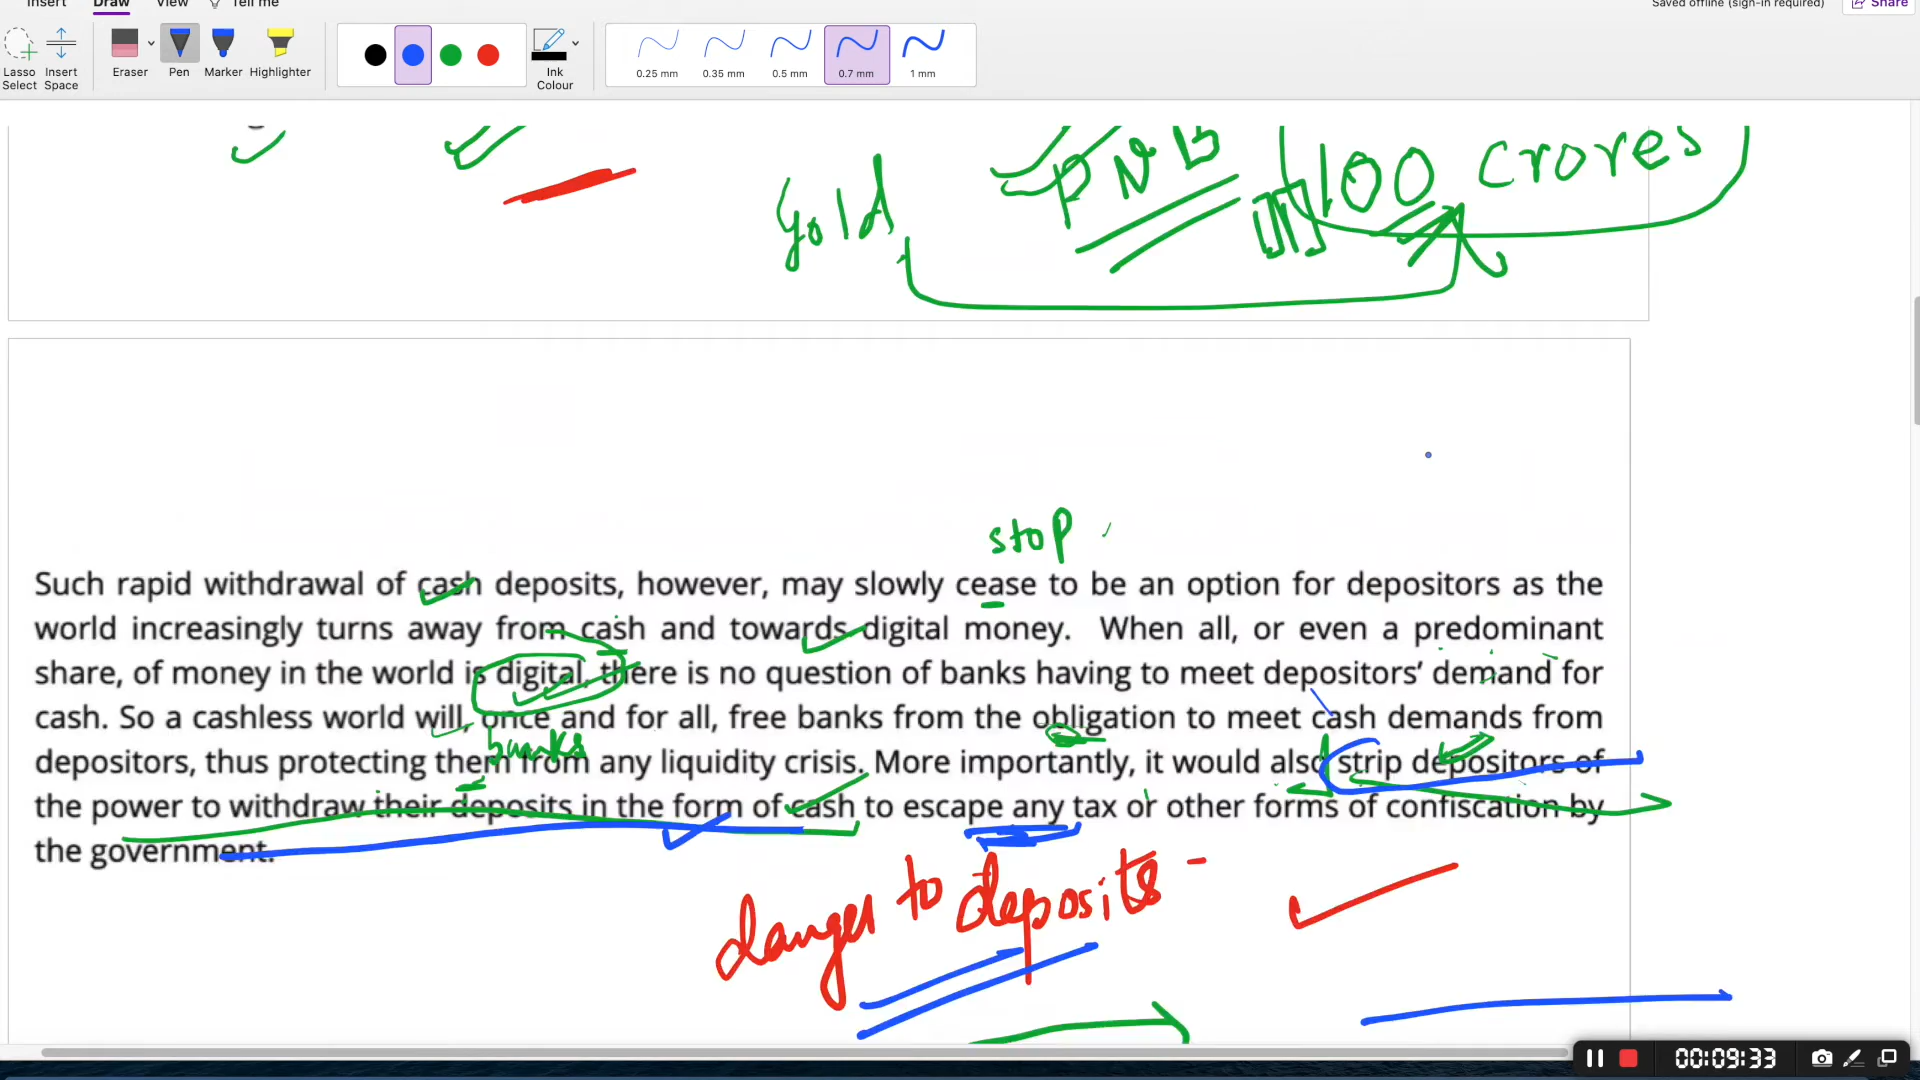 Insert Draw View Tell me Saved offline (sign-in required) Share
Lasso Select Insert Space Eraser Pen Marker Highlighter Ink Colour 0.25 mm 0.35 mm 0.5 mm 0.7 mm 1 mm
PNB 100 crores
Gold
stop
Such rapid withdrawal of cash deposits, however, may slowly cease to be an option for depositors as the
world increasingly turns away from cash and towards digital money. When all, or even a predominant
share, of money in the world is digital, there is no question of banks having to meet depositors' demand for
cash. So a cashless world will, once and for all, free banks from the obligation to meet cash demands from
banks
depositors, thus protecting them from any liquidity crisis. More importantly, it would also strip depositors of
the power to withdraw their deposits in the form of cash to escape any tax or other forms of confiscation by
the government.
danger to deposits -
00:09:33